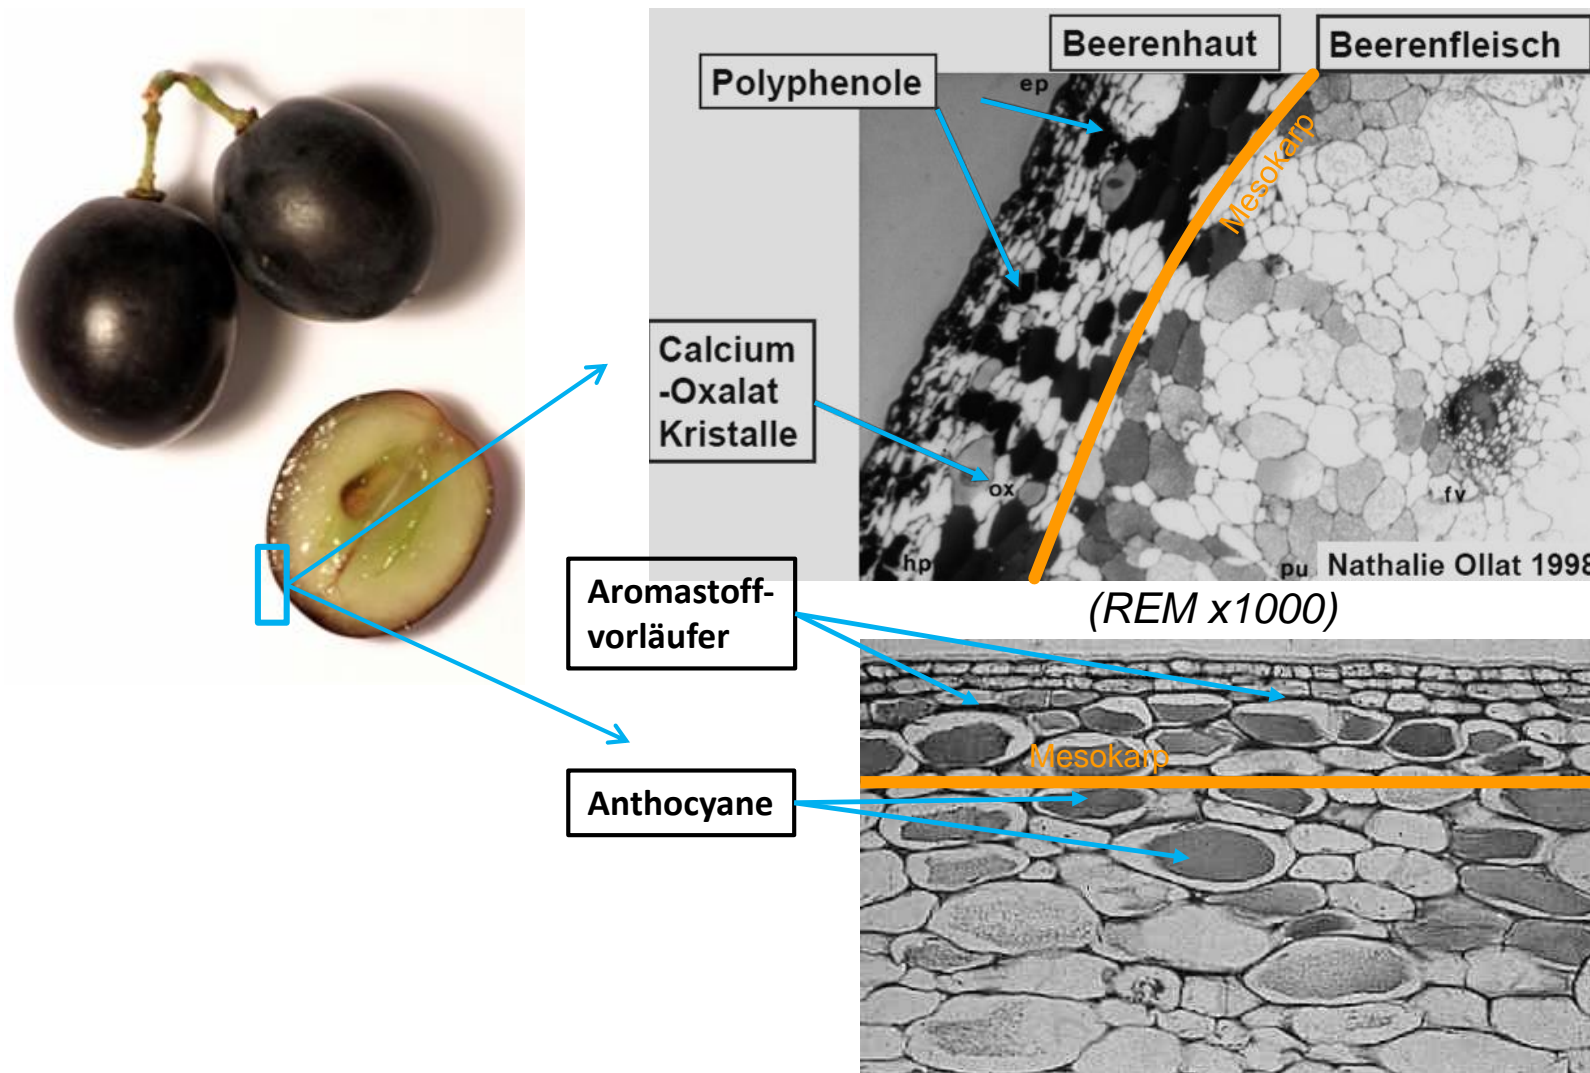 Beerenhaut
Beerenfleisch
Polyphenole
ep
Mesokarp
Calcium
-Oxalat
Kristalle
ox
fv
hp
pu
Nathalie Ollat 1998
(REM x1000)
Aromastoff-
vorläufer
Mesokarp
Anthocyane